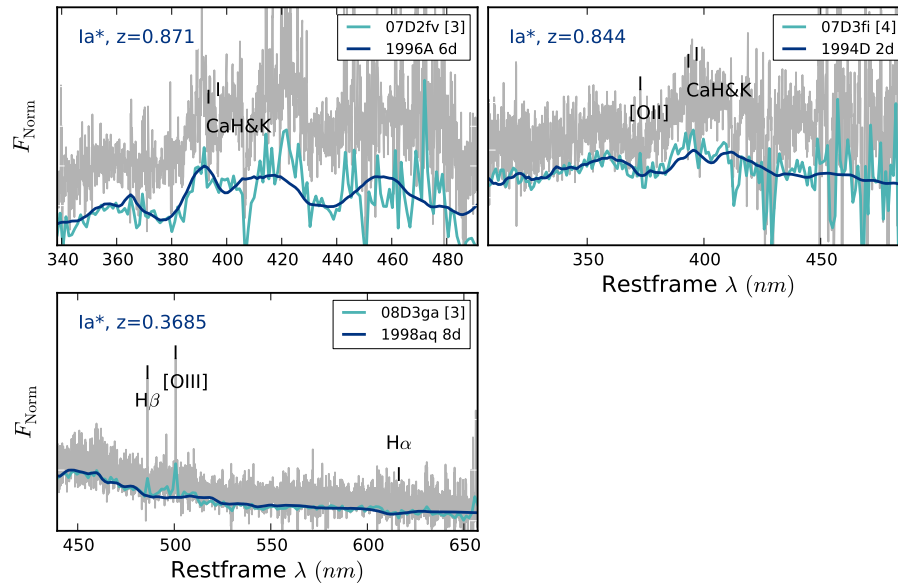 Ia*, z=0.871
07D2fv [3]
1996A 6d
CaH&K
F_Norm
340 360 380 400 420 440 460 480
Ia*, z=0.844
07D3fi [4]
1994D 2d
[OII]
CaH&K
350 400 450
Restframe λ (nm)
Ia*, z=0.3685
08D3ga [3]
1998aq 8d
[OIII]
Hβ
Hα
F_Norm
450 500 550 600 650
Restframe λ (nm)